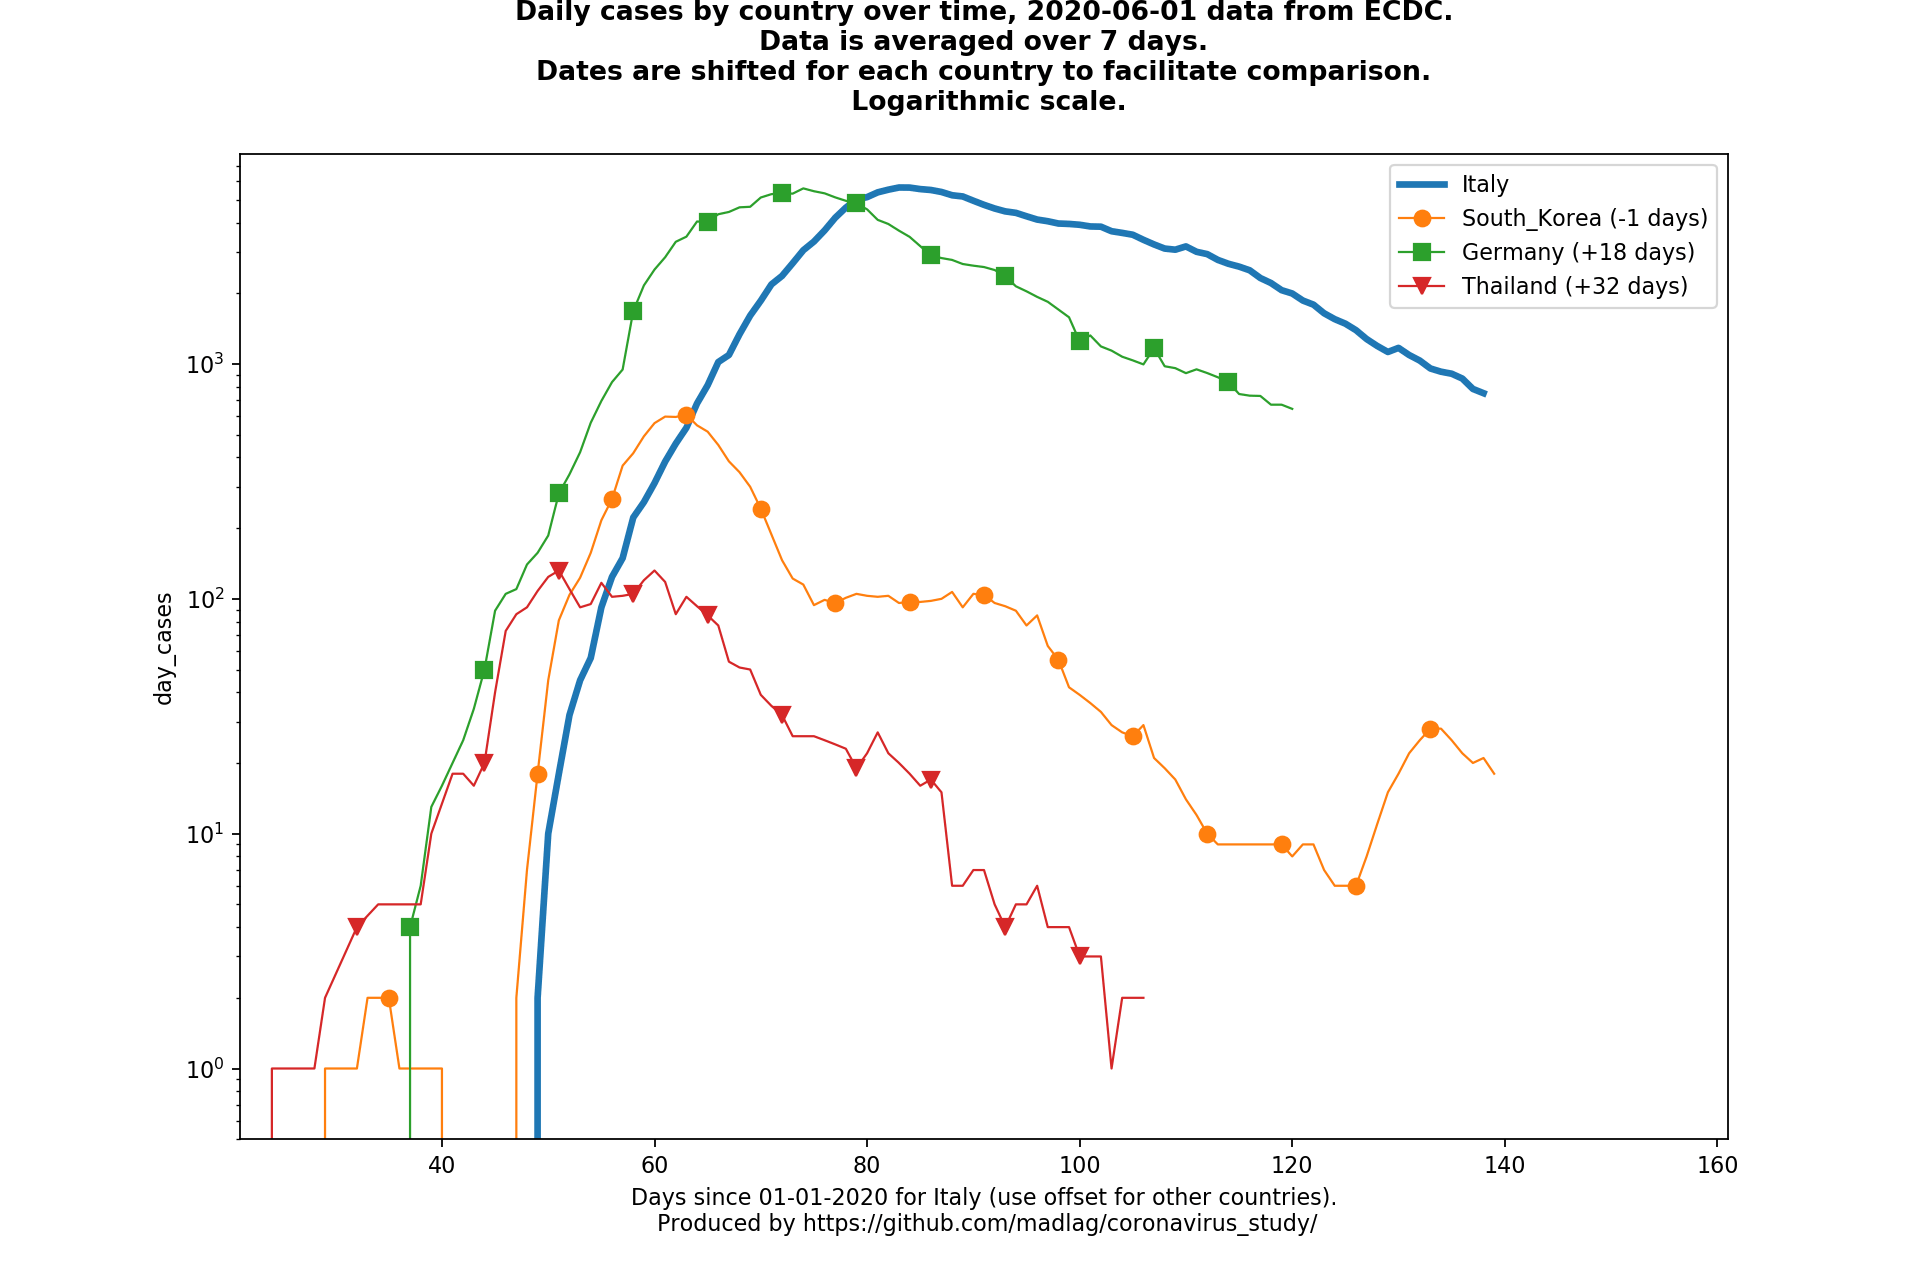 Daily cases by country over time, 2020-06-01 data from ECDC.
Data is averaged over 7 days.
Dates are shifted for each country to facilitate comparison.
Logarithmic scale.
Italy
South_Korea (-1 days)
Germany (+18 days)
Thailand (+32 days)
day_cases
10³
10²
10¹
10⁰
40 60 80 100 120 140 160
Days since 01-01-2020 for Italy (use offset for other countries).
Produced by https://github.com/madlag/coronavirus_study/